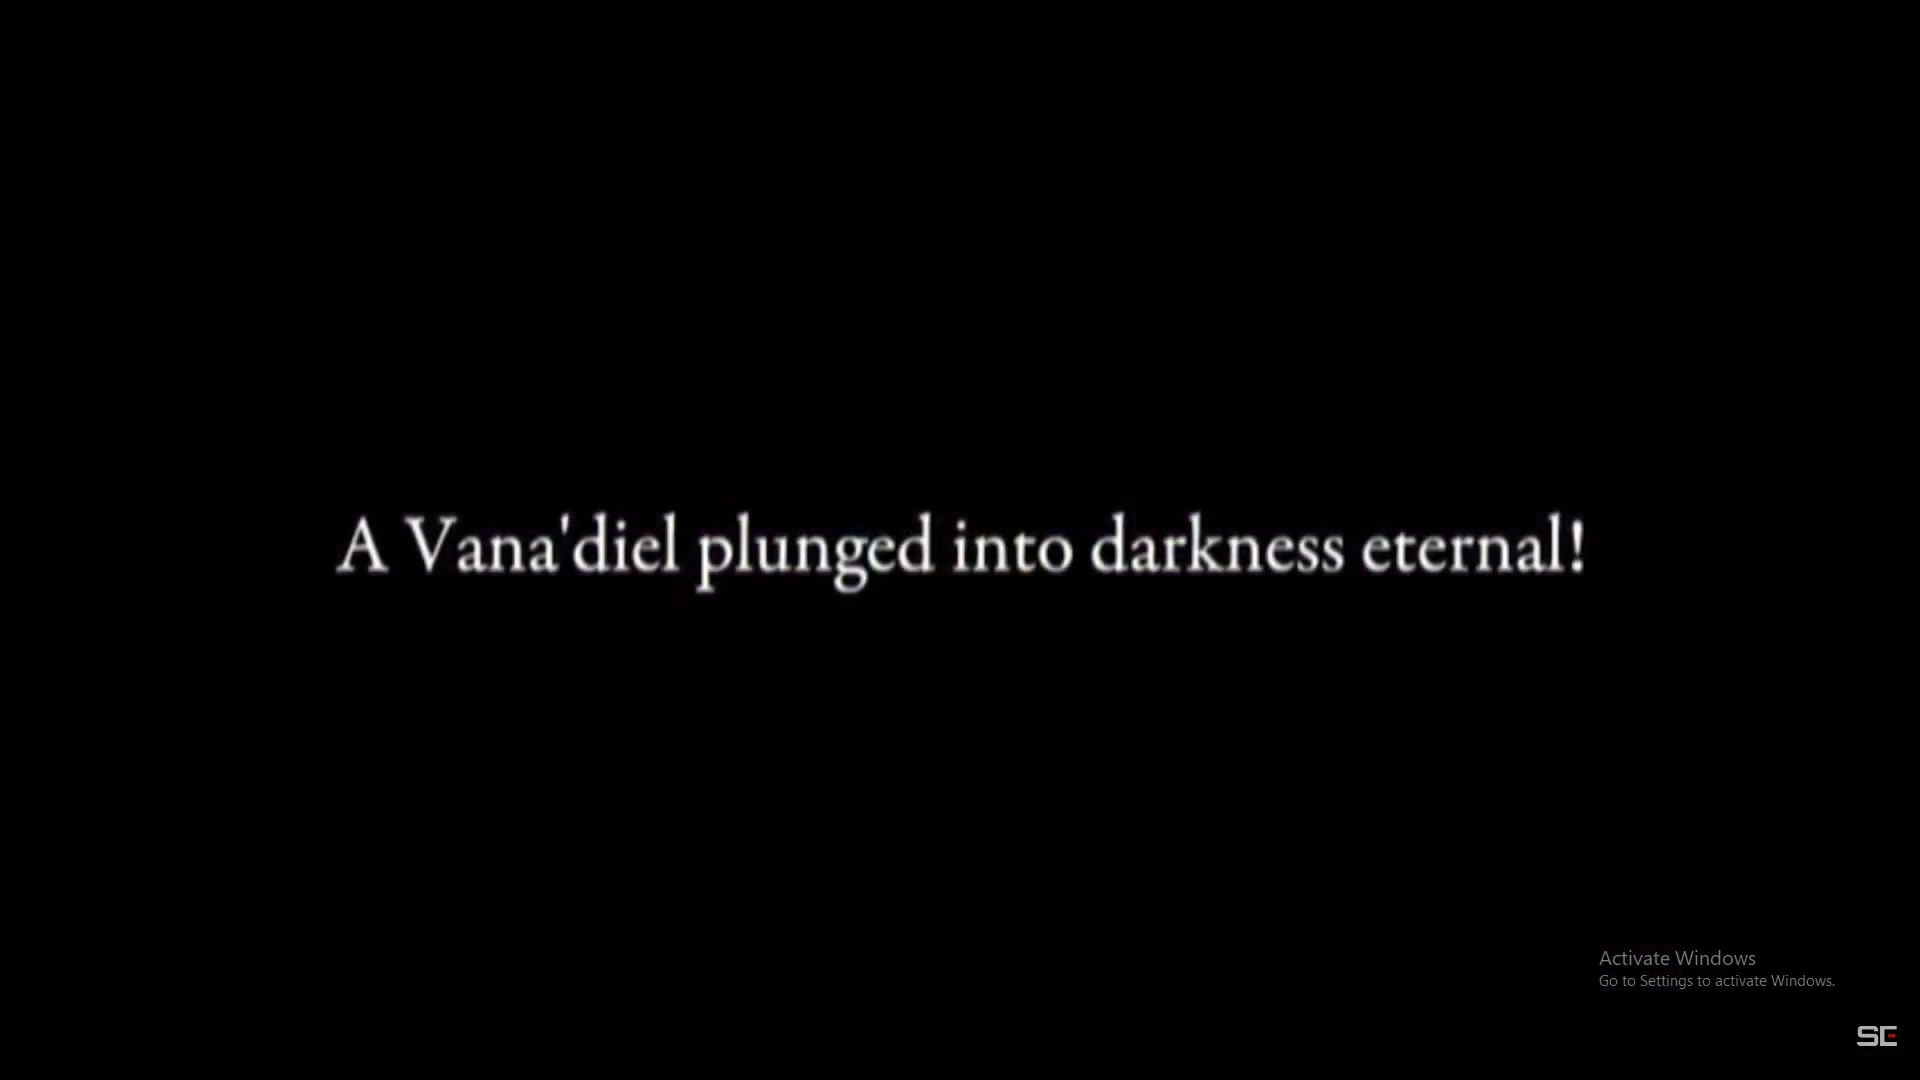 A Vana'diel plunged into darkness eternal!
Activate Windows
Go to Settings to activate Windows.
SE